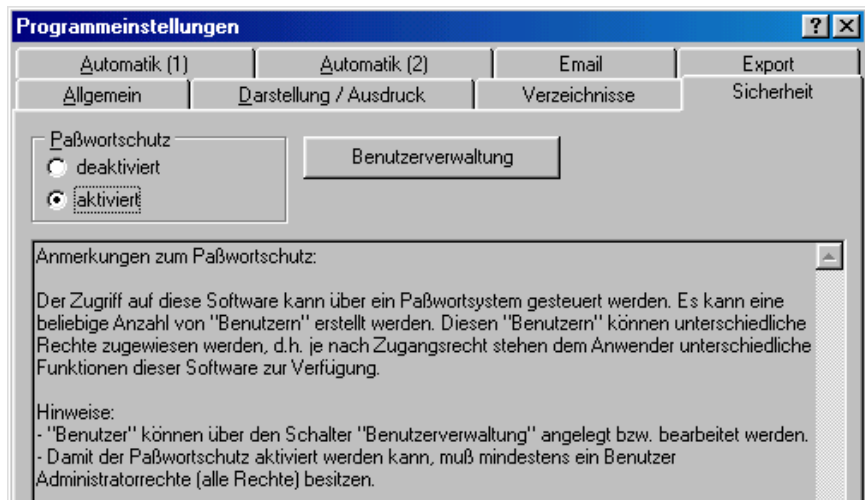 Programmeinstellungen
Automatik (1) Automatik (2) Email Export
Allgemein Darstellung / Ausdruck Verzeichnisse Sicherheit
Paßwortschutz
deaktiviert
aktiviert
Benutzerverwaltung
Anmerkungen zum Paßwortschutz:
Der Zugriff auf diese Software kann über ein Paßwortsystem gesteuert werden. Es kann eine
beliebige Anzahl von "Benutzern" erstellt werden. Diesen "Benutzern" können unterschiedliche
Rechte zugewiesen werden, d.h. je nach Zugangsrecht stehen dem Anwender unterschiedliche
Funktionen dieser Software zur Verfügung.
Hinweise:
- "Benutzer" können über den Schalter "Benutzerverwaltung" angelegt bzw. bearbeitet werden.
- Damit der Paßwortschutz aktiviert werden kann, muß mindestens ein Benutzer
Administratorrechte (alle Rechte) besitzen.